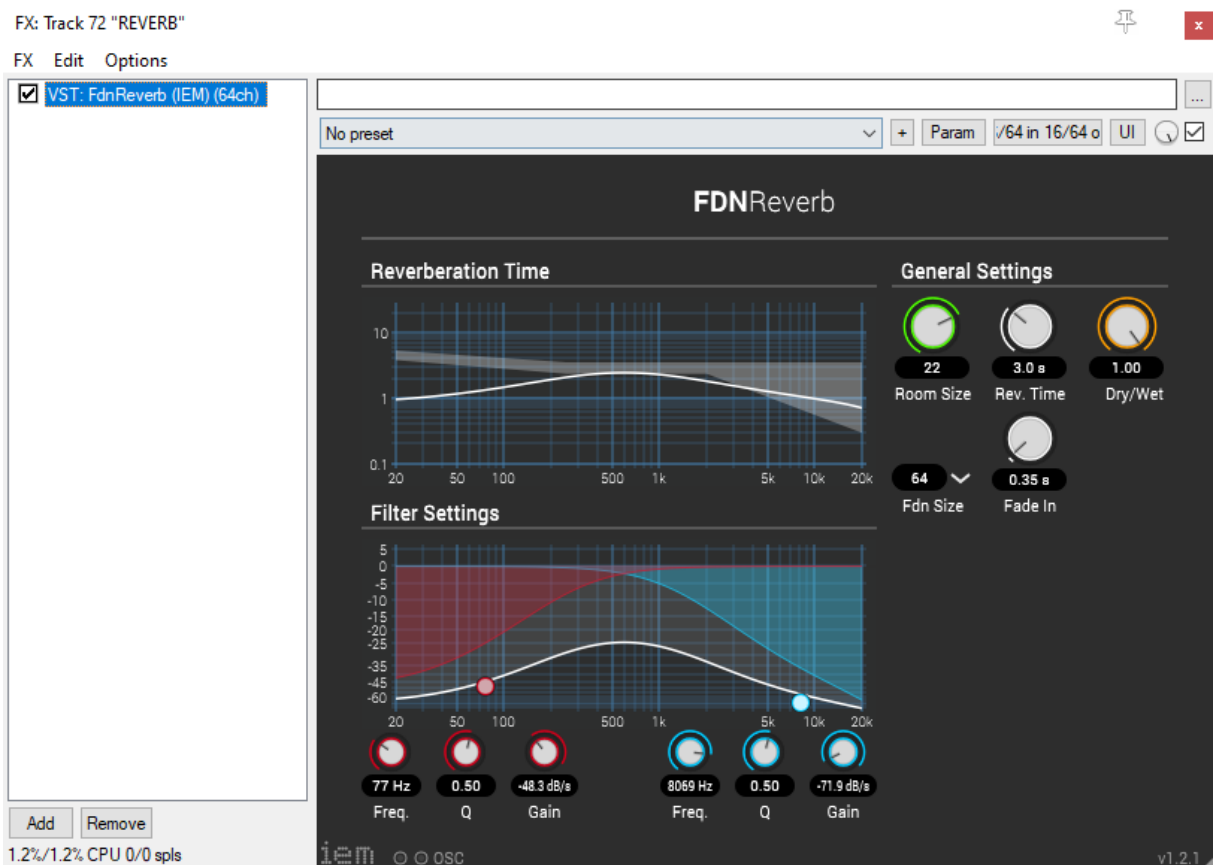 FX: Track 72 "REVERB"
x
FX Edit Options
VST: FdnReverb (IEM) (64ch)
...
No preset + Param /64 in 16/64 o UI
FDNReverb
Reverberation Time
10
1
0.1
20 50 100 500 1k 5k 10k 20k
General Settings
22 3.0 s 1.00
Room Size Rev. Time Dry/Wet
64 0.35 s
Fdn Size Fade In
Filter Settings
5
0
-5
-10
-15
-20
-25
-35
-45
-60
20 50 100 500 1k 5k 10k 20k
77 Hz 0.50 -48.3 dB/s 8069 Hz 0.50 -71.9 dB/s
Freq. Q Gain Freq. Q Gain
Add Remove
1.2%/1.2% CPU 0/0 spls
iem OSC v1.2.1